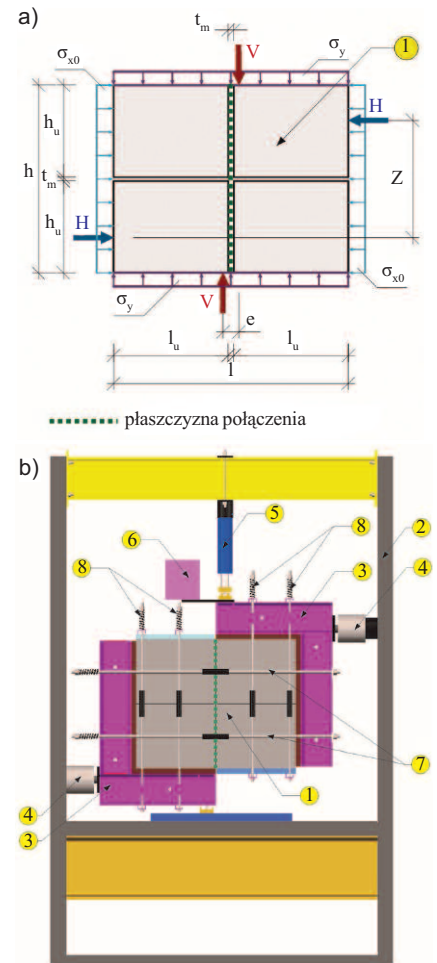 a)
t_m
V
σ_y
1
σ_x0
H
h_u
h
t_m
Z
h_u
H
σ_x0
σ_y
V
e
l_u
l_u
l
płaszczyzna połączenia
b)
5
8
2
6
8
3
4
7
1
4
3